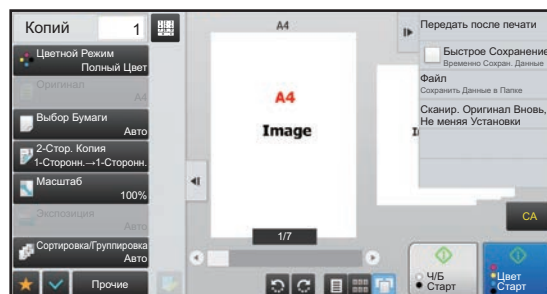 Копий 1
Цветной Режим
Полный Цвет
Оригинал
A4
Выбор Бумаги
Авто
2-Стор. Копия
1-Сторонн.→1-Сторонн.
Масштаб
100%
Экспозиция
Авто
Сортировка/Группировка
Авто
Прочие
A4
A4
Image
I
1/7
Передать после печати
Быстрое Сохранение
Временно Сохран. Данные
Файл
Сохранить Данные в Папке
Сканир. Оригинал Вновь,
Не меняя Установки
CA
Ч/Б
Старт
Цвет
Старт